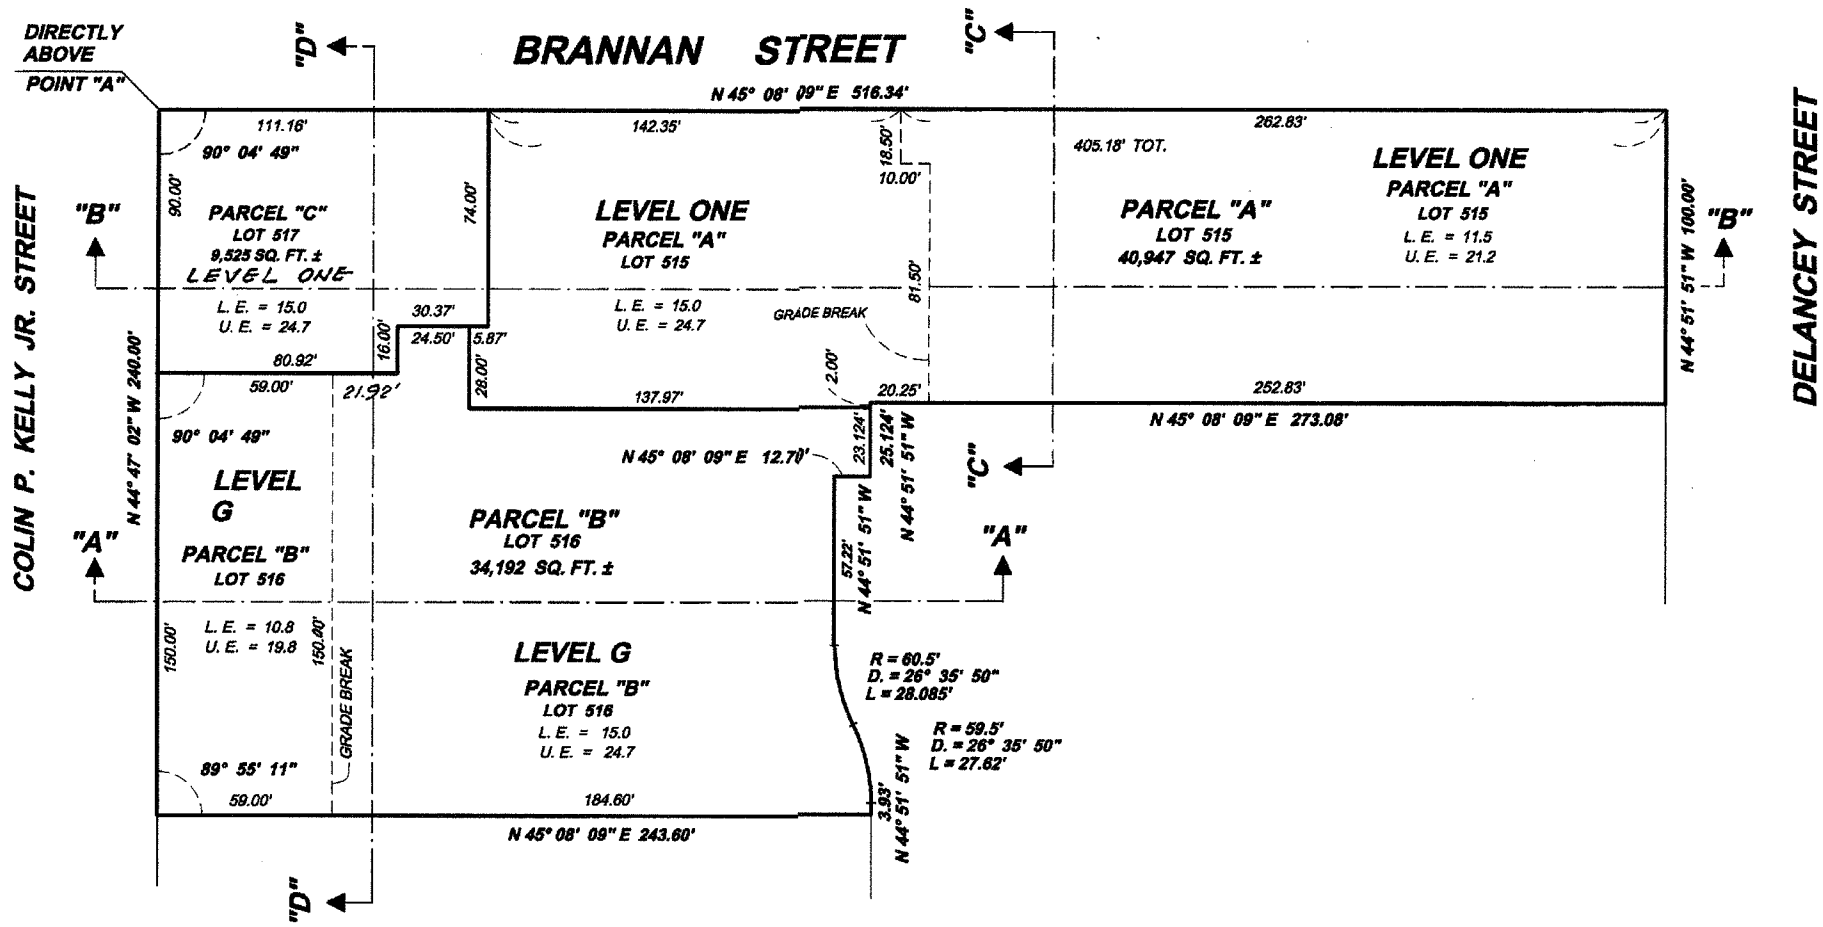 DIRECTLY
ABOVE
POINT "A"
"D"
BRANNAN STREET
"C"
N 45° 08' 09" E 516.34'
111.16'
142.35'
262.83'
90° 04' 49"
18.50'
405.18' TOT.
10.00'
90.00'
74.00'
LEVEL ONE
PARCEL "A"
LOT 515
L. E. = 11.5
U. E. = 21.2
PARCEL "C"
LOT 517
9,525 SQ. FT. ±
LEVEL ONE
L. E. = 15.0
U. E. = 24.7
LEVEL ONE
PARCEL "A"
LOT 515
L. E. = 15.0
U. E. = 24.7
PARCEL "A"
LOT 515
40,947 SQ. FT. ±
"B"
"B"
COLIN P. KELLY JR. STREET
DELANCEY STREET
N 44° 51' 51" W 100.00'
N 44° 47' 02" W 240.00'
81.50'
GRADE BREAK
30.37'
16.00'
24.50'
5.87'
80.92'
59.00'
21.92'
28.00'
137.97'
2.00'
20.25'
252.83'
N 45° 08' 09" E 273.08'
90° 04' 49"
23.124'
25.124'
N 44° 51' 51" W
N 45° 08' 09" E 12.70'
"C"
LEVEL
G
PARCEL "B"
LOT 516
L. E. = 10.8
U. E. = 19.8
PARCEL "B"
LOT 516
34,192 SQ. FT. ±
57.22'
N 44° 51' 51" W
"A"
"A"
150.00'
150.40'
GRADE BREAK
LEVEL G
PARCEL "B"
LOT 516
L. E. = 15.0
U. E. = 24.7
R = 60.5'
D. = 26° 35' 50"
L = 28.085'
R = 59.5'
D. = 26° 35' 50"
L = 27.62'
89° 55' 11"
59.00'
184.60'
3.93'
N 44° 51' 51" W
N 45° 08' 09" E 243.60'
"D"